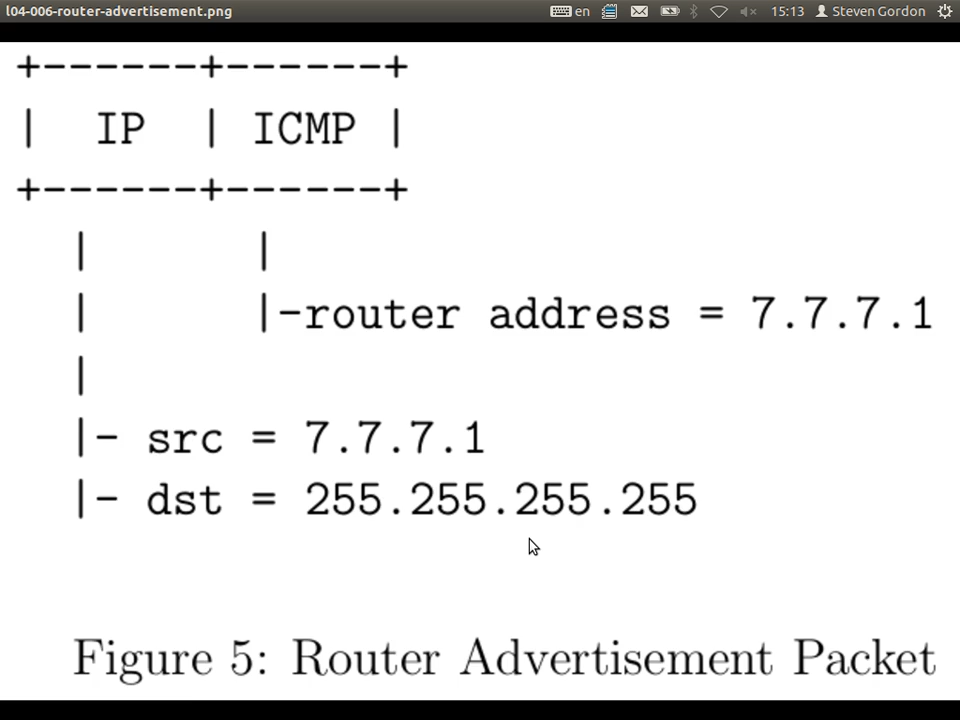 l04-006-router-advertisement.png en 15:13 Steven Gordon
+------+------+
| IP | ICMP |
+------+------+
| |
| |-router address = 7.7.7.1
|
|- src = 7.7.7.1
|- dst = 255.255.255.255
Figure 5: Router Advertisement Packet